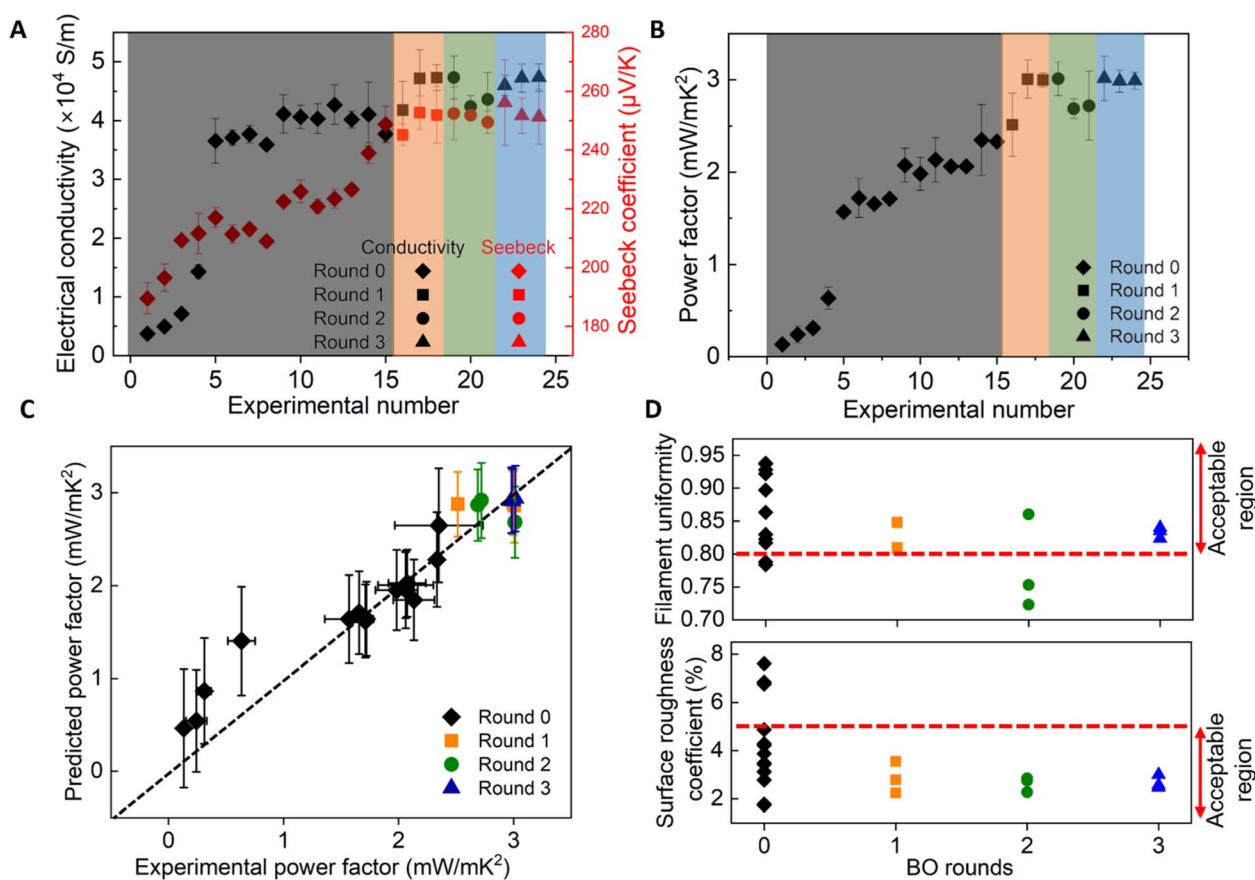 A
Electrical conductivity (×10⁴ S/m)
5
4
3
2
1
0
280
260
240
220
200
180
Seebeck coefficient (μV/K)
Conductivity Seebeck
Round 0
Round 1
Round 2
Round 3
0 5 10 15 20 25
Experimental number
B
Power factor (mW/mK²)
3
2
1
0
Round 0
Round 1
Round 2
Round 3
0 5 10 15 20 25
Experimental number
C
Predicted power factor (mW/mK²)
3
2
1
0
Round 0
Round 1
Round 2
Round 3
0 1 2 3
Experimental power factor (mW/mK²)
D
Filament uniformity
0.95
0.90
0.85
0.80
0.75
0.70
Acceptable
region
Surface roughness
coefficient (%)
8
6
4
2
Acceptable
region
0 1 2 3
BO rounds